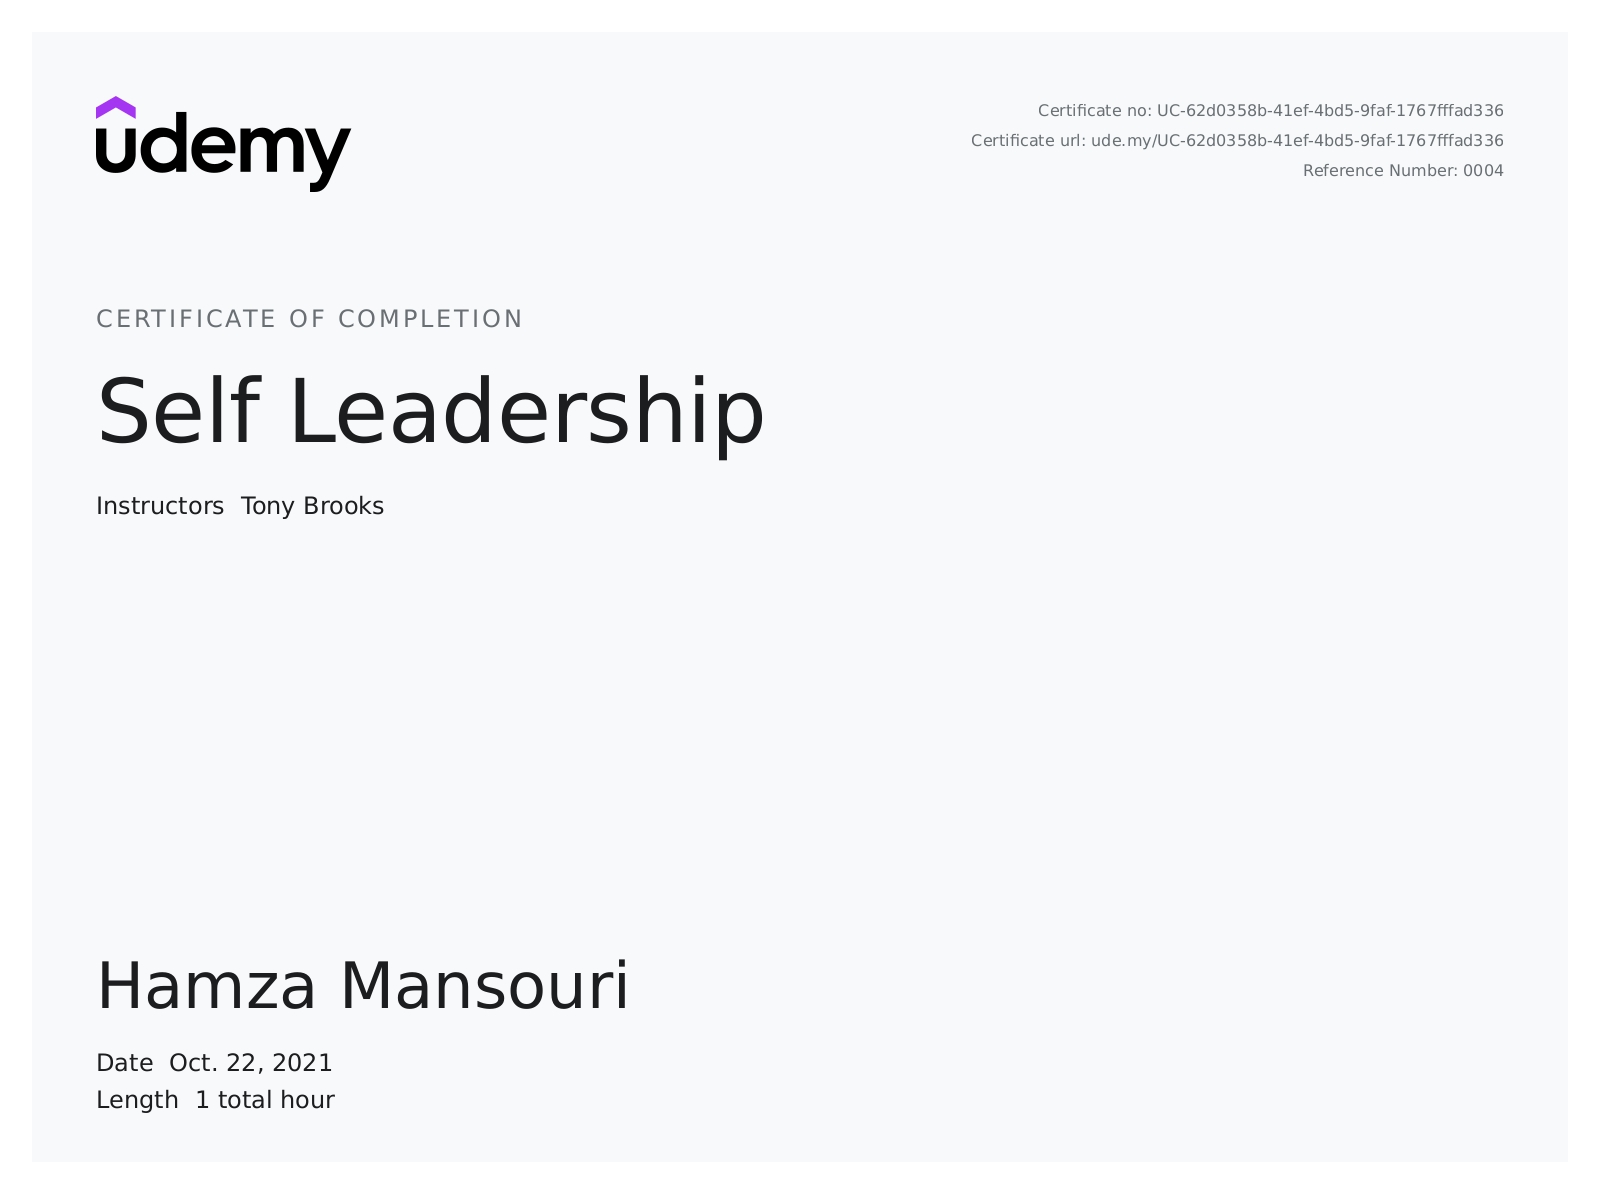 udemy
Certificate no: UC-62d0358b-41ef-4bd5-9faf-1767fffad336
Certificate url: ude.my/UC-62d0358b-41ef-4bd5-9faf-1767fffad336
Reference Number: 0004
CERTIFICATE OF COMPLETION
Self Leadership
Instructors Tony Brooks
Hamza Mansouri
Date Oct. 22, 2021
Length 1 total hour